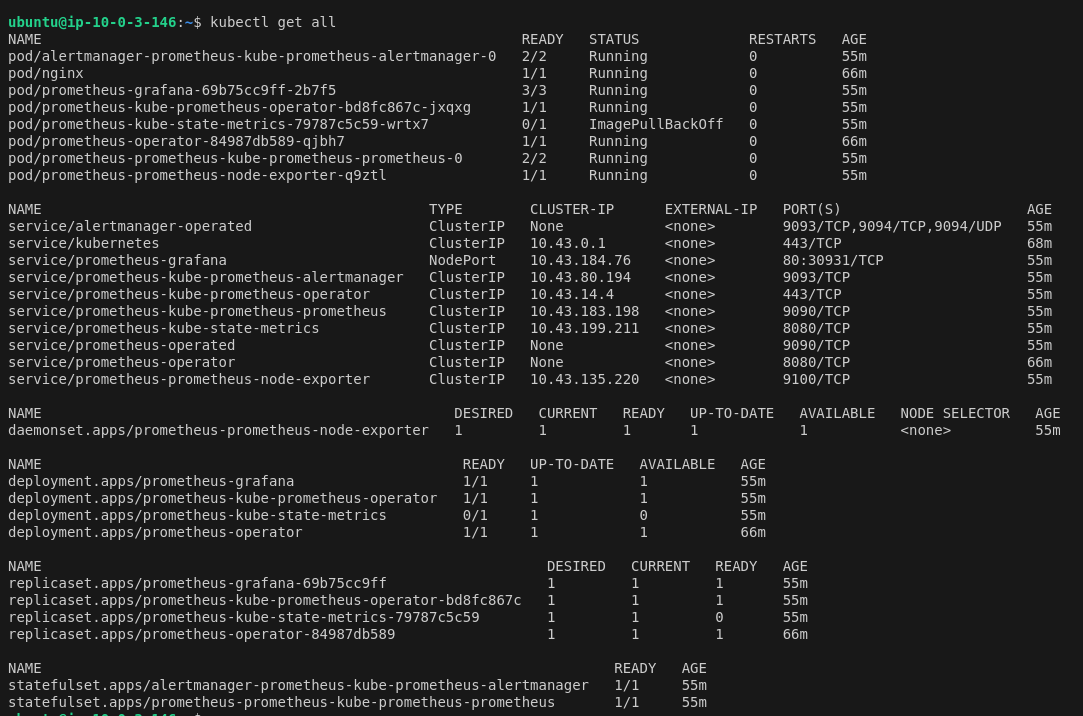 ubuntu@ip-10-0-3-146:~$ kubectl get all
NAME READY STATUS RESTARTS AGE
pod/alertmanager-prometheus-kube-prometheus-alertmanager-0 2/2 Running 0 55m
pod/nginx 1/1 Running 0 66m
pod/prometheus-grafana-69b75cc9ff-2b7f5 3/3 Running 0 55m
pod/prometheus-kube-prometheus-operator-bd8fc867c-jxqxg 1/1 Running 0 55m
pod/prometheus-kube-state-metrics-79787c5c59-wrtx7 0/1 ImagePullBackOff 0 55m
pod/prometheus-operator-84987db589-qjbh7 1/1 Running 0 66m
pod/prometheus-prometheus-kube-prometheus-prometheus-0 2/2 Running 0 55m
pod/prometheus-prometheus-node-exporter-q9ztl 1/1 Running 0 55m
NAME TYPE CLUSTER-IP EXTERNAL-IP PORT(S) AGE
service/alertmanager-operated ClusterIP None <none> 9093/TCP,9094/TCP,9094/UDP 55m
service/kubernetes ClusterIP 10.43.0.1 <none> 443/TCP 68m
service/prometheus-grafana NodePort 10.43.184.76 <none> 80:30931/TCP 55m
service/prometheus-kube-prometheus-alertmanager ClusterIP 10.43.80.194 <none> 9093/TCP 55m
service/prometheus-kube-prometheus-operator ClusterIP 10.43.14.4 <none> 443/TCP 55m
service/prometheus-kube-prometheus-prometheus ClusterIP 10.43.183.198 <none> 9090/TCP 55m
service/prometheus-kube-state-metrics ClusterIP 10.43.199.211 <none> 8080/TCP 55m
service/prometheus-operated ClusterIP None <none> 9090/TCP 55m
service/prometheus-operator ClusterIP None <none> 8080/TCP 66m
service/prometheus-prometheus-node-exporter ClusterIP 10.43.135.220 <none> 9100/TCP 55m
NAME DESIRED CURRENT READY UP-TO-DATE AVAILABLE NODE SELECTOR AGE
daemonset.apps/prometheus-prometheus-node-exporter 1 1 1 1 1 <none> 55m
NAME READY UP-TO-DATE AVAILABLE AGE
deployment.apps/prometheus-grafana 1/1 1 1 55m
deployment.apps/prometheus-kube-prometheus-operator 1/1 1 1 55m
deployment.apps/prometheus-kube-state-metrics 0/1 1 0 55m
deployment.apps/prometheus-operator 1/1 1 1 66m
NAME DESIRED CURRENT READY AGE
replicaset.apps/prometheus-grafana-69b75cc9ff 1 1 1 55m
replicaset.apps/prometheus-kube-prometheus-operator-bd8fc867c 1 1 1 55m
replicaset.apps/prometheus-kube-state-metrics-79787c5c59 1 1 0 55m
replicaset.apps/prometheus-operator-84987db589 1 1 1 66m
NAME READY AGE
statefulset.apps/alertmanager-prometheus-kube-prometheus-alertmanager 1/1 55m
statefulset.apps/prometheus-prometheus-kube-prometheus-prometheus 1/1 55m